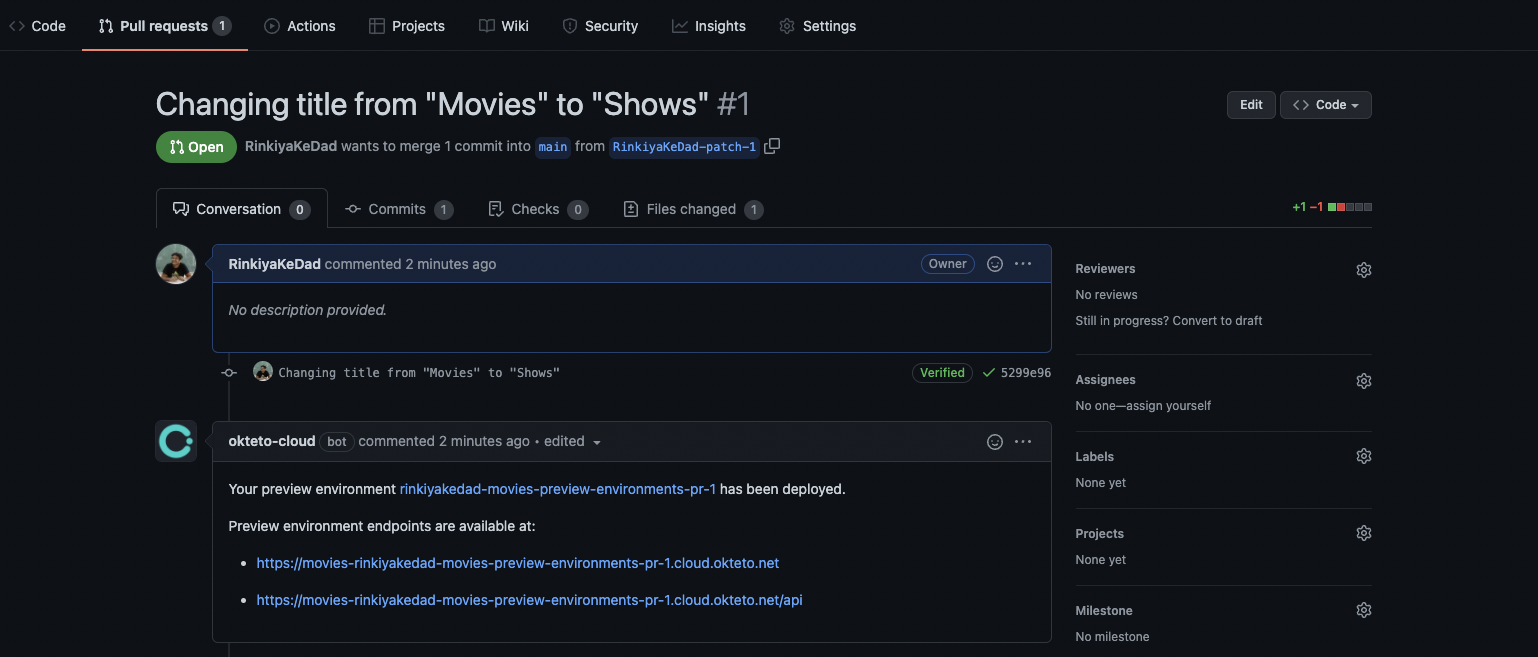 Code Pull requests 1 Actions Projects Wiki Security Insights Settings
Changing title from "Movies" to "Shows" #1
Edit Code
Open RinkiyaKeDad wants to merge 1 commit into main from RinkiyaKeDad-patch-1
Conversation 0 Commits 1 Checks 0 Files changed 1
+1 −1
RinkiyaKeDad commented 2 minutes ago Owner
No description provided.
Changing title from "Movies" to "Shows" Verified 5299e96
okteto-cloud bot commented 2 minutes ago • edited
Your preview environment rinkiyakedad-movies-preview-environments-pr-1 has been deployed.
Preview environment endpoints are available at:
• https://movies-rinkiyakedad-movies-preview-environments-pr-1.cloud.okteto.net
• https://movies-rinkiyakedad-movies-preview-environments-pr-1.cloud.okteto.net/api
Reviewers
No reviews
Still in progress? Convert to draft
Assignees
No one—assign yourself
Labels
None yet
Projects
None yet
Milestone
No milestone